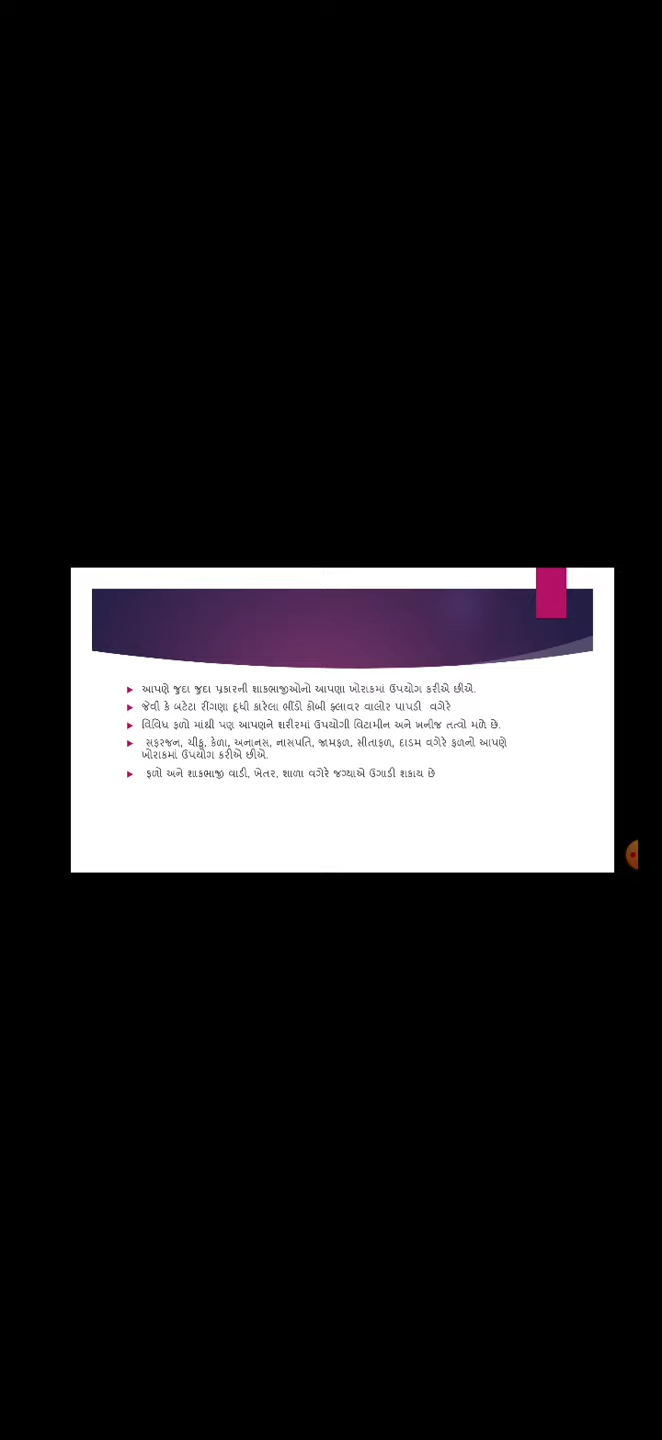 આપણે જુદા જુદા પ્રકારની શાકભાજીઓનો આપણા ખોરાકમાં ઉપયોગ કરીએ છીએ.
જેવી કે બટેટા રીંગણા દૂધી કારેલા ભીંડો કોબી ફ્લાવર વાલોર પાપડી વગેરે
વિવિધ ફળો માંથી પણ આપણને શરીરમાં ઉપયોગી વિટામીન અને ખનીજ તત્વો મળે છે.
સફરજન, ચીકૂ, કેળા, અનાનસ, નાસપતિ, જામફળ, સીતાફળ, દાડમ વગેરે ફળનો આપણે
ખોરાકમાં ઉપયોગ કરીએ છીએ.
ફળો અને શાકભાજી વાડી, ખેતર, શાળા વગેરે જગ્યાએ ઉગાડી શકાય છે